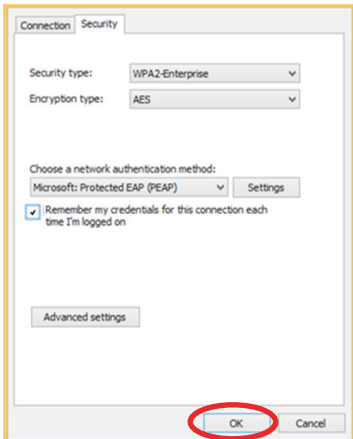 Connection Security
Security type: WPA2-Enterprise
Encryption type: AES
Choose a network authentication method:
Microsoft: Protected EAP (PEAP) Settings
Remember my credentials for this connection each
time I'm logged on
Advanced settings
OK Cancel